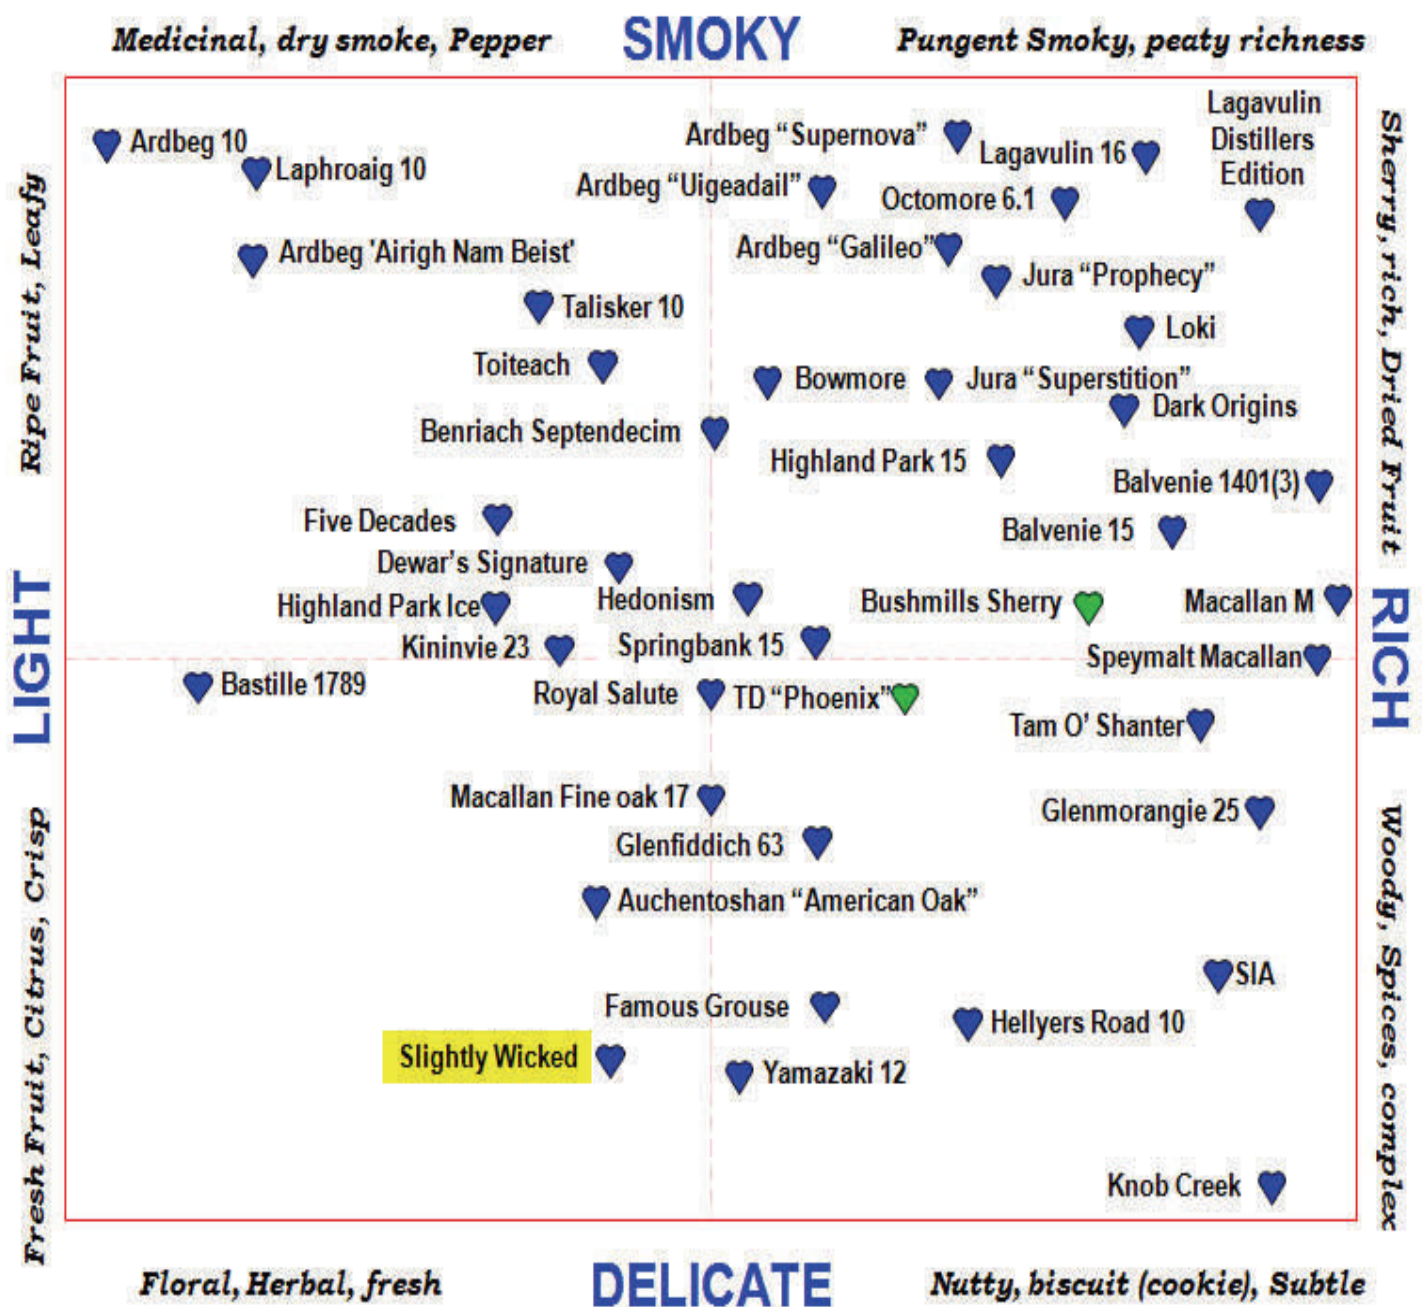 Medicinal, dry smoke, Pepper
SMOKY
Pungent Smoky, peaty richness
Ardbeg 10
Laphroaig 10
Ardbeg “Supernova”
Lagavulin 16
Lagavulin
Distillers
Edition
Ardbeg “Uigeadail”
Octomore 6.1
Ardbeg 'Airigh Nam Beist'
Ardbeg “Galileo”
Jura “Prophecy”
Talisker 10
Loki
Toiteach
Bowmore
Jura “Superstition”
Dark Origins
Benriach Septendecim
Highland Park 15
Balvenie 1401(3)
Five Decades
Balvenie 15
Dewar’s Signature
Highland Park Ice
Hedonism
Bushmills Sherry
Macallan M
Kininvie 23
Springbank 15
Speymalt Macallan
Bastille 1789
Royal Salute
TD “Phoenix”
Tam O’ Shanter
Macallan Fine oak 17
Glenmorangie 25
Glenfiddich 63
Auchentoshan “American Oak”
SIA
Famous Grouse
Hellyers Road 10
Slightly Wicked
Yamazaki 12
Knob Creek
Ripe Fruit, Leafy
LIGHT
Fresh Fruit, Citrus, Crisp
Sherry, rich, Dried Fruit
RICH
Woody, Spices, complex
Floral, Herbal, fresh
DELICATE
Nutty, biscuit (cookie), Subtle